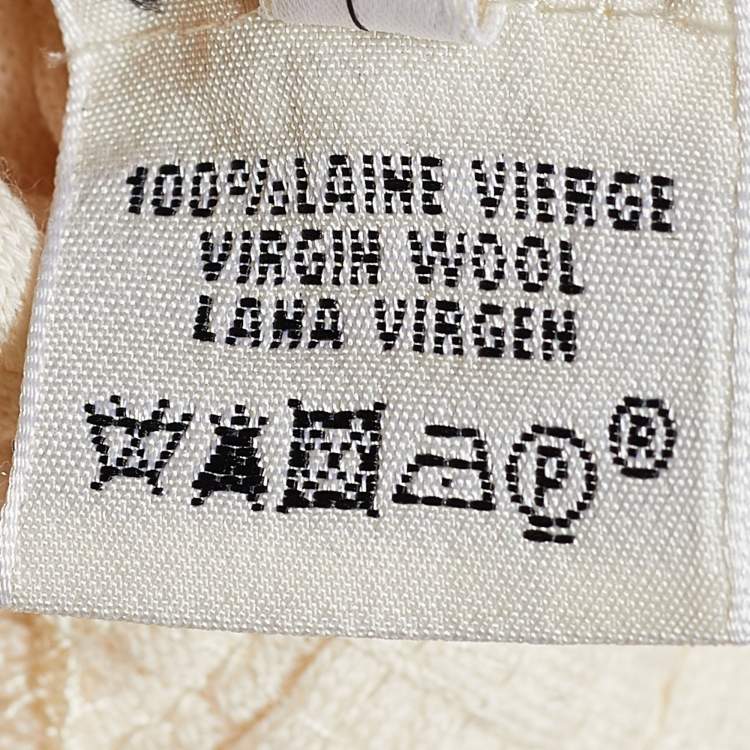 100% LAINE VIERGE
VIRGIN WOOL
LANA VIRGEN
P ®